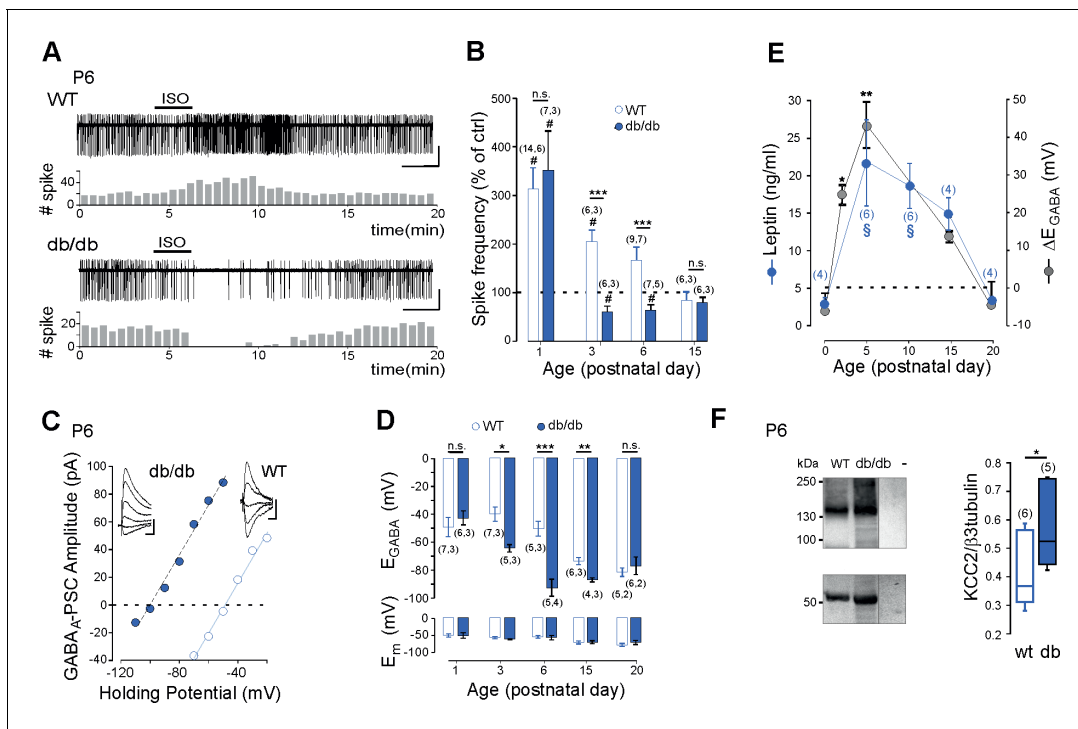 A
P6
WT
ISO
# spike
40
0
0 5 10 15 20
time(min)
db/db
ISO
# spike
20
0
0 5 10 15 20
time(min)
B
Spike frequency (% of ctrl)
500
400
300
200
100
0
WT
db/db
n.s.
(7,3)
#
(14,6)
#
***
(6,3)
#
(6,3)
#
***
(9,7)
(7,5)
#
n.s.
(6,3)
(6,3)
1 3 6 15
Age (postnatal day)
E
Leptin (ng/ml)
30
25
20
15
10
5
0
**
*
(4)
(6)
§
(6)
§
(4)
(4)
50
40
30
20
10
0
-10
ΔEGABA (mV)
0 5 10 15 20
Age (postnatal day)
C
P6
GABAA-PSC Amplitude (pA)
100
80
60
40
20
0
-20
-40
db/db
WT
-120 -80 -40
Holding Potential (mV)
D
WT
db/db
n.s. * *** ** n.s.
EGABA (mV)
0
-20
-40
-60
-80
-100
(7,3)
(6,3)
(7,3)
(5,3)
(5,3)
(5,4)
(6,3)
(4,3)
(5,2)
(6,2)
Em (mV)
0
-50
-100
1 3 6 15 20
Age (postnatal day)
F
P6
kDa WT db/db -
250
130
100
50
KCC2/β3tubulin
0.8
0.7
0.6
0.5
0.4
0.3
0.2
*
(5)
(6)
wt db